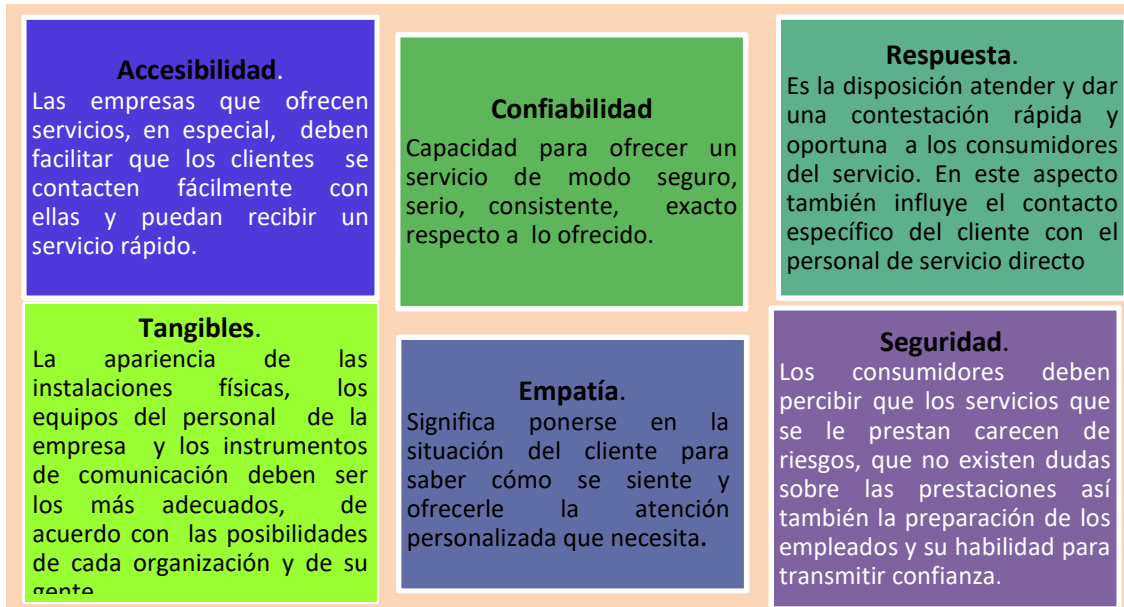 Accesibilidad.
Las empresas que ofrecen
servicios, en especial, deben
facilitar que los clientes se
contacten fácilmente con
ellas y puedan recibir un
servicio rápido.
Confiabilidad
Capacidad para ofrecer un
servicio de modo seguro,
serio, consistente, exacto
respecto a lo ofrecido.
Respuesta.
Es la disposición atender y dar
una contestación rápida y
oportuna a los consumidores
del servicio. En este aspecto
también influye el contacto
específico del cliente con el
personal de servicio directo
Tangibles.
La apariencia de las
instalaciones físicas, los
equipos del personal de la
empresa y los instrumentos
de comunicación deben ser
los más adecuados, de
acuerdo con las posibilidades
de cada organización y de su
gente
Empatía.
Significa ponerse en la
situación del cliente para
saber cómo se siente y
ofrecerle la atención
personalizada que necesita.
Seguridad.
Los consumidores deben
percibir que los servicios que
se le prestan carecen de
riesgos, que no existen dudas
sobre las prestaciones así
también la preparación de los
empleados y su habilidad para
transmitir confianza.